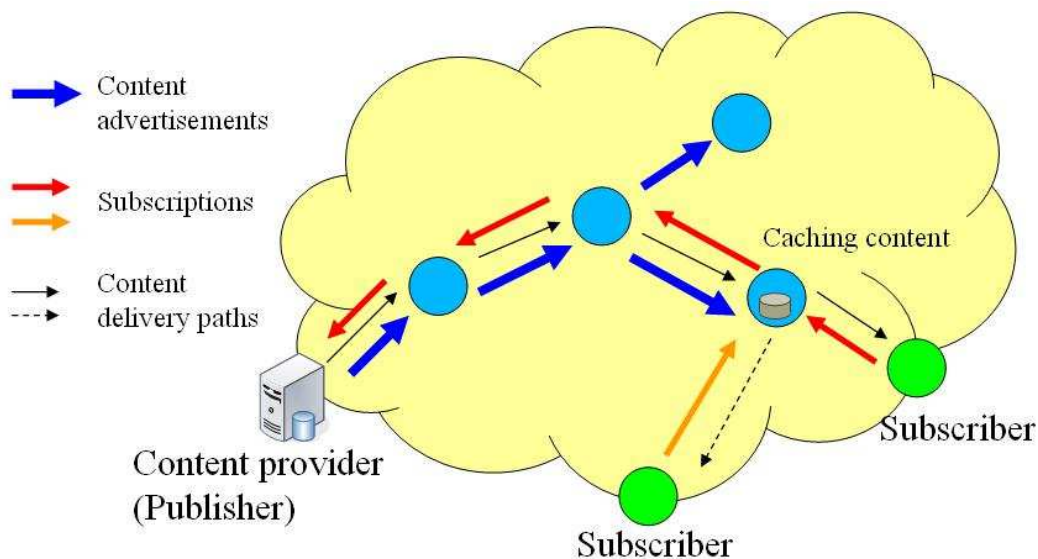 Content
advertisements
Subscriptions
Content
delivery paths
Caching content
Content provider
(Publisher)
Subscriber
Subscriber